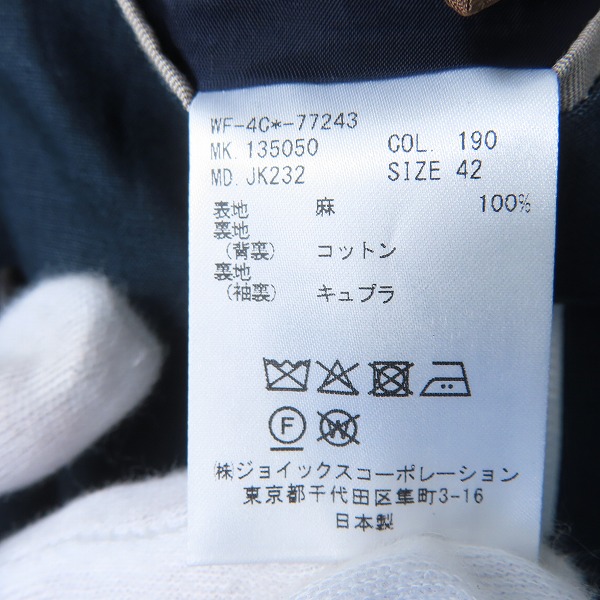 WF-4C*-77243
MK. 135050 COL. 190
MD. JK232 SIZE 42
表地 麻 100%
裏地
(背裏) コットン
裏地
(袖裏) キュプラ
F W
(株)ジョイックスコーポレーション
東京都千代田区隼町3-16
日本製